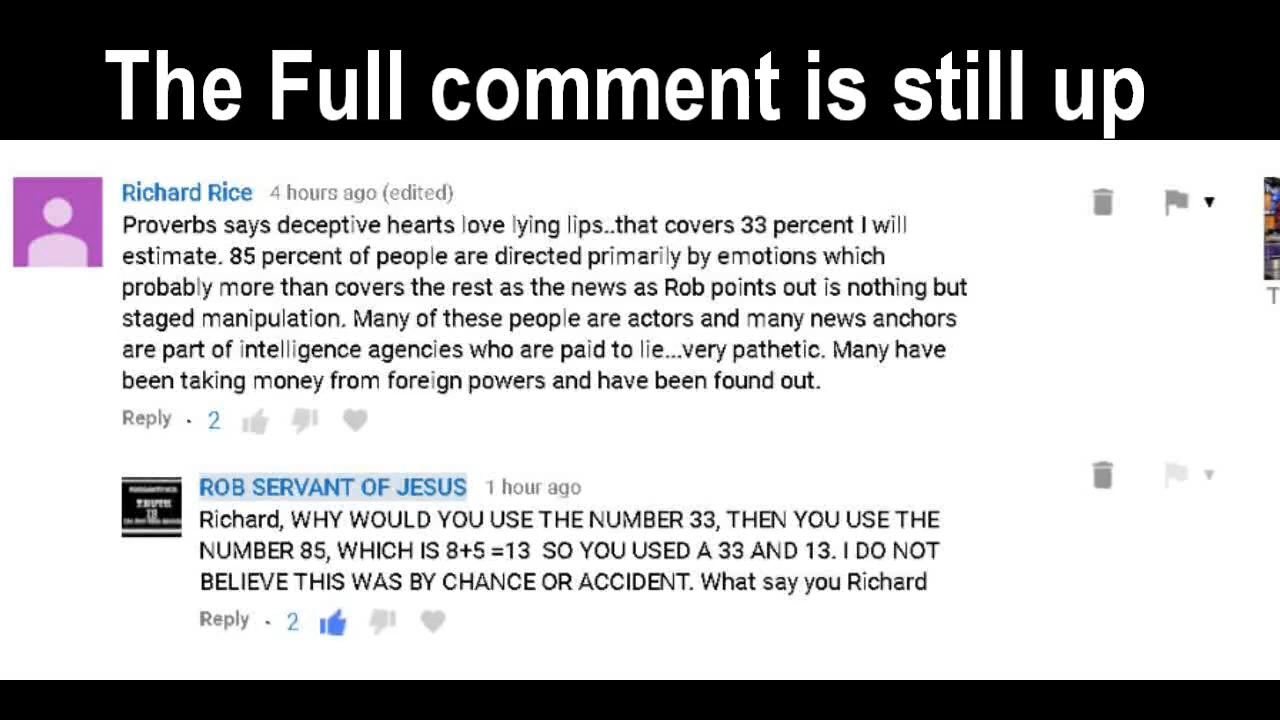 The Full comment is still up
Richard Rice 4 hours ago (edited)
Proverbs says deceptive hearts love lying lips..that covers 33 percent I will
estimate. 85 percent of people are directed primarily by emotions which
probably more than covers the rest as the news as Rob points out is nothing but
staged manipulation. Many of these people are actors and many news anchors
are part of intelligence agencies who are paid to lie...very pathetic. Many have
been taking money from foreign powers and have been found out.
Reply · 2
ROB SERVANT OF JESUS 1 hour ago
Richard, WHY WOULD YOU USE THE NUMBER 33, THEN YOU USE THE
NUMBER 85, WHICH IS 8+5 =13 SO YOU USED A 33 AND 13. I DO NOT
BELIEVE THIS WAS BY CHANCE OR ACCIDENT. What say you Richard
Reply · 2
TRUTH
IS
T